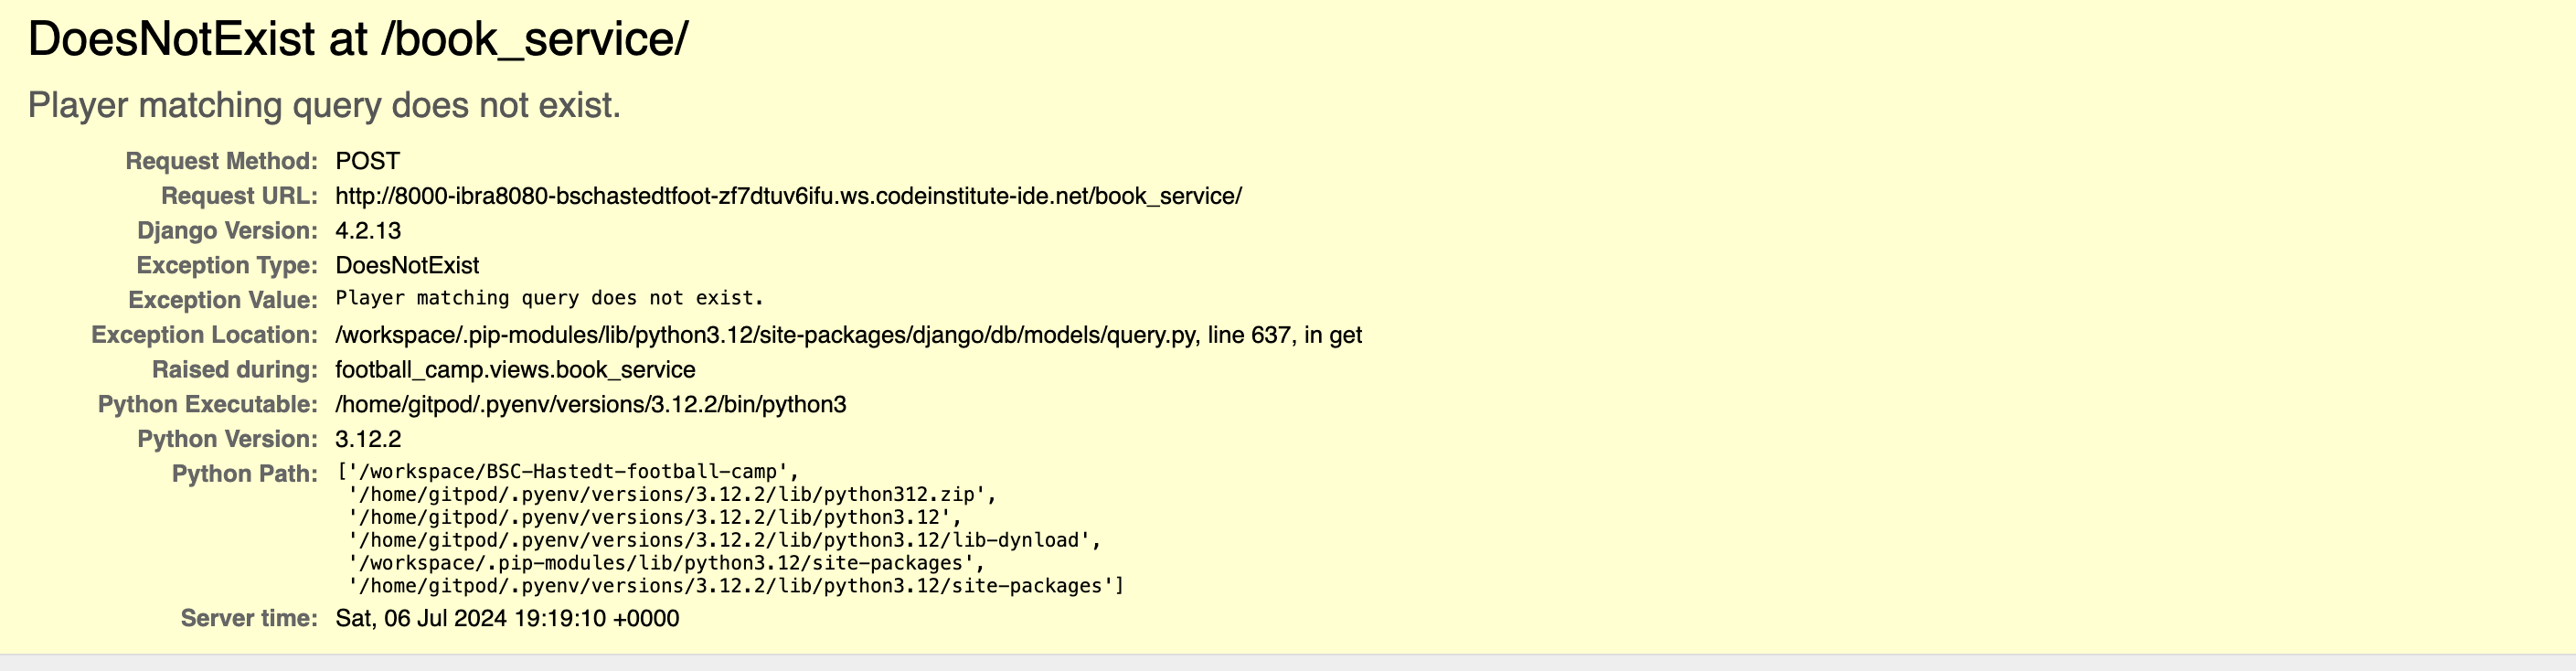 DoesNotExist at /book_service/
Player matching query does not exist.
Request Method: POST
Request URL: http://8000-ibra8080-bschastedtfoot-zf7dtuv6ifu.ws.codeinstitute-ide.net/book_service/
Django Version: 4.2.13
Exception Type: DoesNotExist
Exception Value: Player matching query does not exist.
Exception Location: /workspace/.pip-modules/lib/python3.12/site-packages/django/db/models/query.py, line 637, in get
Raised during: football_camp.views.book_service
Python Executable: /home/gitpod/.pyenv/versions/3.12.2/bin/python3
Python Version: 3.12.2
Python Path: ['/workspace/BSC-Hastedt-football-camp',
'/home/gitpod/.pyenv/versions/3.12.2/lib/python312.zip',
'/home/gitpod/.pyenv/versions/3.12.2/lib/python3.12',
'/home/gitpod/.pyenv/versions/3.12.2/lib/python3.12/lib-dynload',
'/workspace/.pip-modules/lib/python3.12/site-packages',
'/home/gitpod/.pyenv/versions/3.12.2/lib/python3.12/site-packages']
Server time: Sat, 06 Jul 2024 19:19:10 +0000